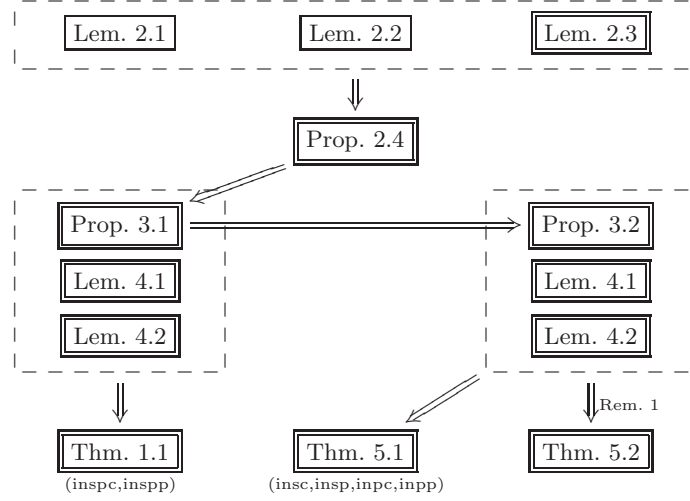 Lem. 2.1 Lem. 2.2 Lem. 2.3
Prop. 2.4
Prop. 3.1 Prop. 3.2
Lem. 4.1 Lem. 4.1
Lem. 4.2 Lem. 4.2
Rem. 1
Thm. 1.1 Thm. 5.1 Thm. 5.2
(inspc,inspp) (insc,insp,inpc,inpp)